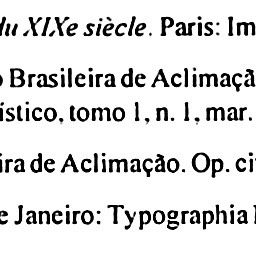 du XIXe siècle. Paris: Im
Brasileira de Aclimaçã
ístico, tomo 1, n. 1, mar.
ira de Aclimação. Op. ci
e Janeiro: Typographia